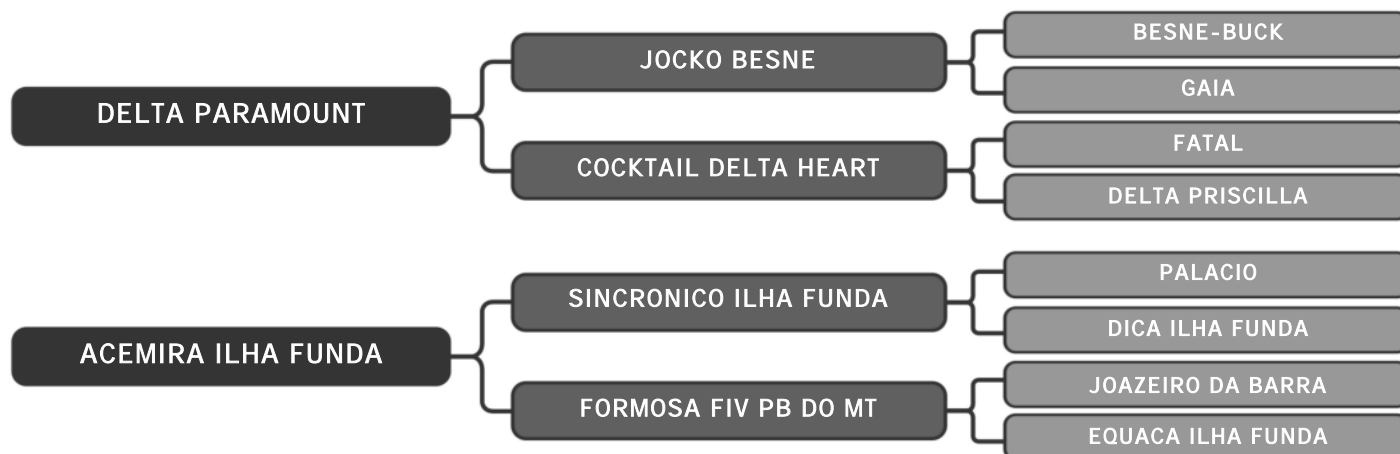 DELTA PARAMOUNT
JOCKO BESNE
BESNE-BUCK
GAIA
COCKTAIL DELTA HEART
FATAL
DELTA PRISCILLA
ACEMIRA ILHA FUNDA
SINCRONICO ILHA FUNDA
PALACIO
DICA ILHA FUNDA
FORMOSA FIV PB DO MT
JOAZEIRO DA BARRA
EQUACA ILHA FUNDA